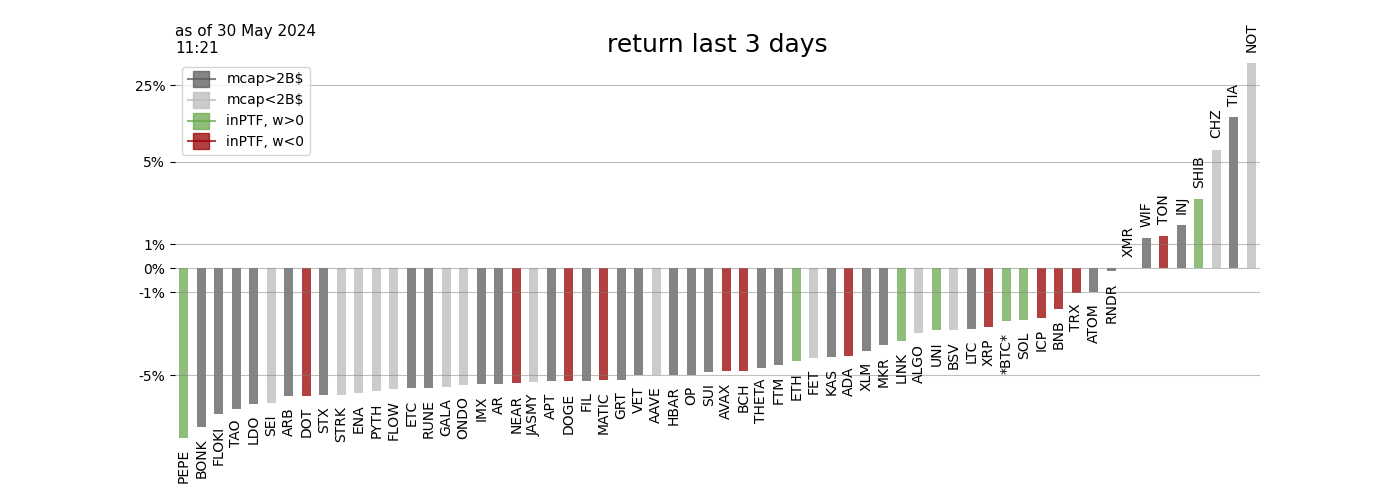 as of 30 May 2024
11:21
return last 3 days
mcap>2B$
mcap<2B$
inPTF, w>0
inPTF, w<0
25%
5%
1%
0%
-1%
-5%
PEPE
BONK
FLOKI
TAO
LDO
SEI
ARB
DOT
STX
STRK
ENA
PYTH
FLOW
ETC
RUNE
GALA
ONDO
IMX
AR
NEAR
JASMY
APT
DOGE
FIL
MATIC
GRT
VET
AAVE
HBAR
OP
SUI
AVAX
BCH
THETA
FTM
ETH
FET
KAS
ADA
XLM
MKR
LINK
ALGO
UNI
BSV
LTC
XRP
*BTC*
SOL
ICP
BNB
TRX
ATOM
RNDR
XMR
WIF
TON
INJ
SHIB
CHZ
TIA
NOT